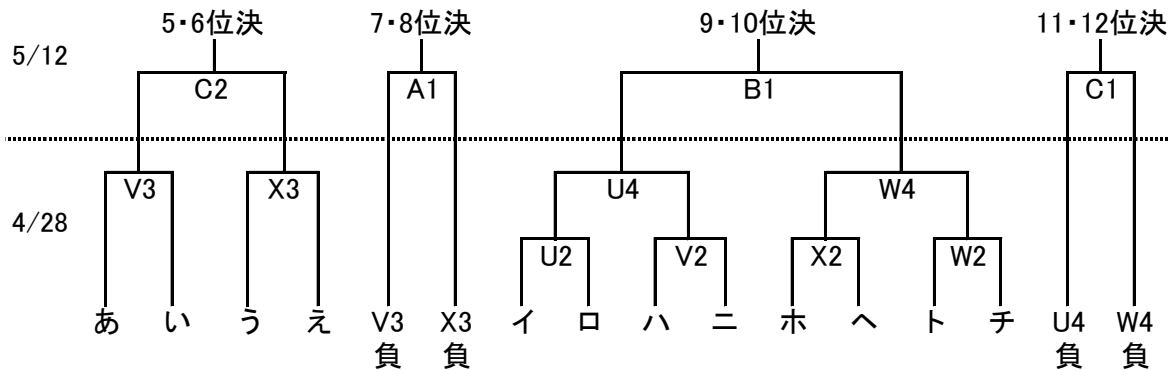 5・6位決 7・8位決 9・10位決 11・12位決
5/12
C2 A1 B1 C1
V3 X3 U4 W4
4/28
U2 V2 X2 W2
あ い う え V3 X3 イ ロ ハ ニ ホ ヘ ト チ U4 W4
負 負 負 負